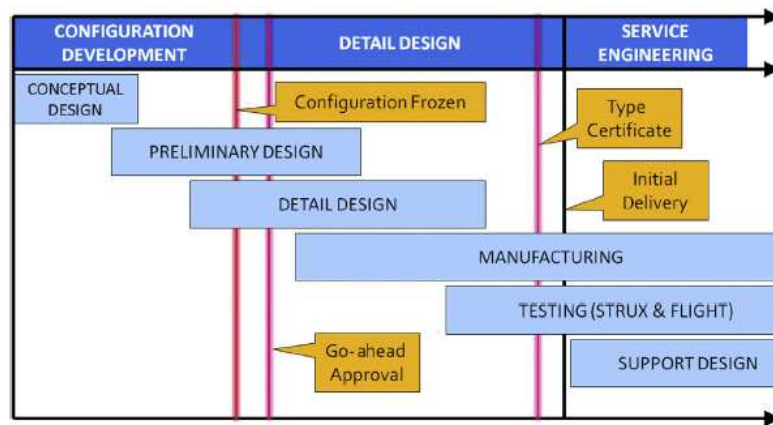 CONFIGURATION
DEVELOPMENT
DETAIL DESIGN
SERVICE
ENGINEERING
CONCEPTUAL
DESIGN
Configuration Frozen
Type
Certificate
PRELIMINARY DESIGN
Initial
Delivery
DETAIL DESIGN
MANUFACTURING
TESTING (STRUX & FLIGHT)
Go-ahead
Approval
SUPPORT DESIGN